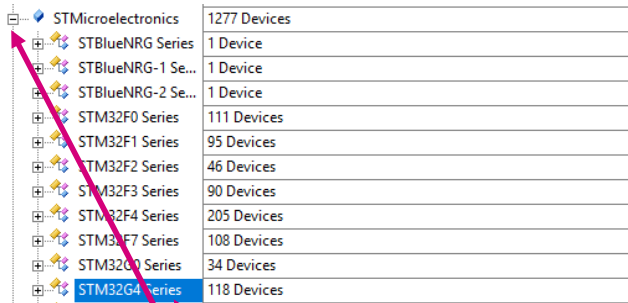 STMicroelectronics 1277 Devices
STBlueNRG Series 1 Device
STBlueNRG-1 Se... 1 Device
STBlueNRG-2 Se... 1 Device
STM32F0 Series 111 Devices
STM32F1 Series 95 Devices
STM32F2 Series 46 Devices
STM32F3 Series 90 Devices
STM32F4 Series 205 Devices
STM32F7 Series 108 Devices
STM32G0 Series 34 Devices
STM32G4 Series 118 Devices